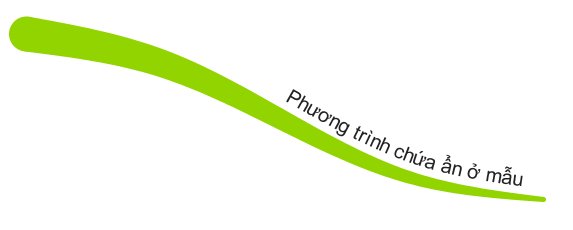 Phương trình chứa ẩn ở mẫu